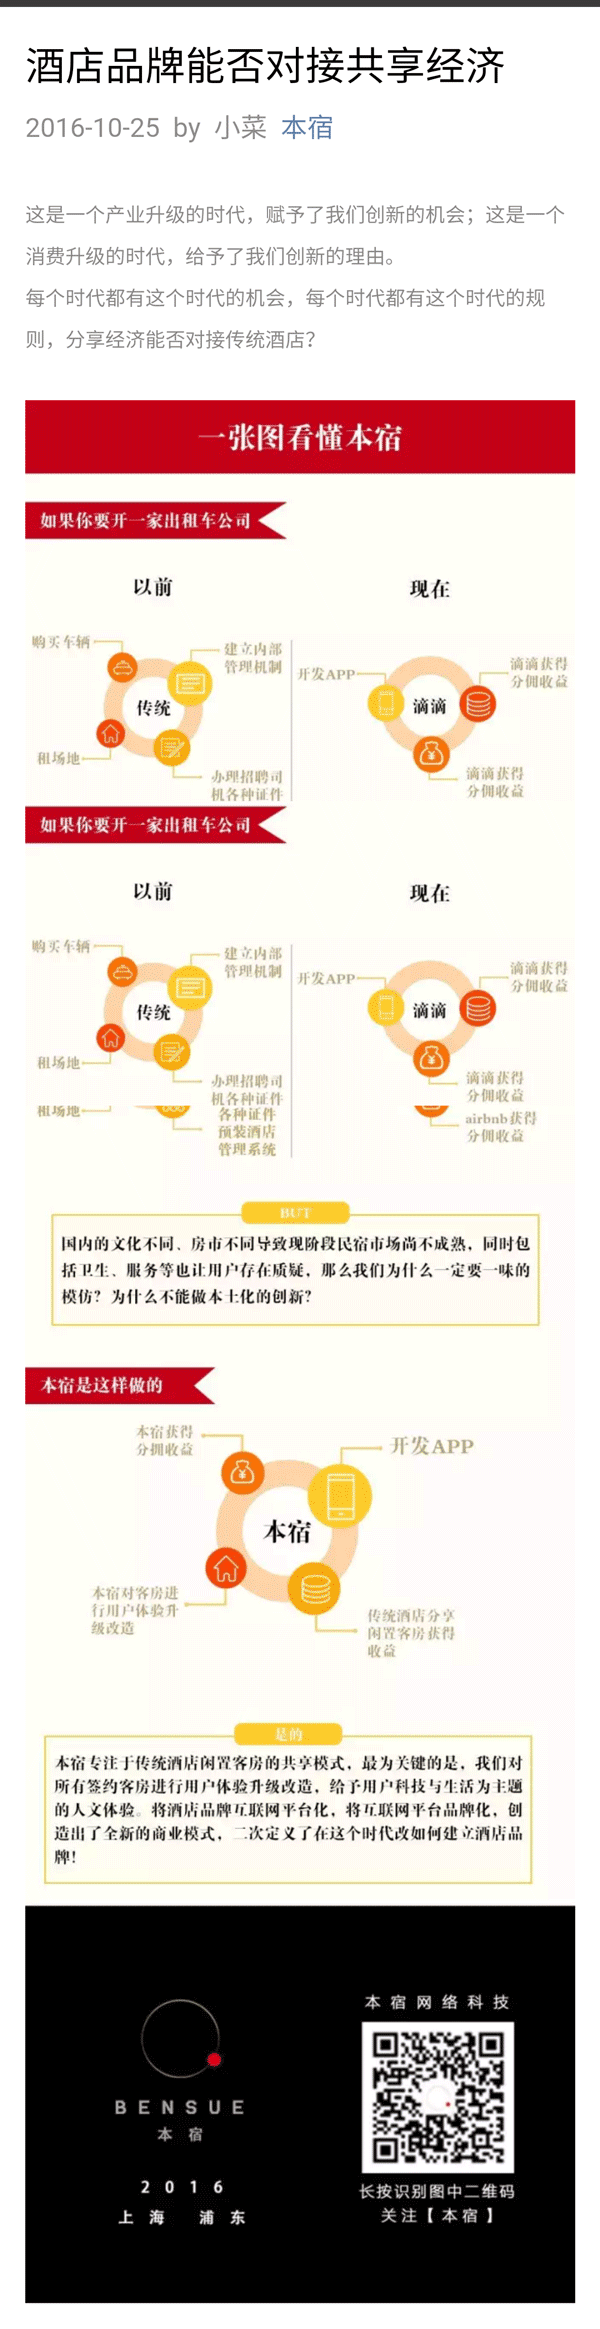 酒店品牌能否对接共享经济
2016-10-25 by 小菜 本宿
这是一个产业升级的时代，赋予了我们创新的机会；这是一个
消费升级的时代，给予了我们创新的理由。
每个时代都有这个时代的机会，每个时代都有这个时代的规
则，分享经济能否对接传统酒店？
一张图看懂本宿
如果你要开一家出租车公司
以前
现在
购买车辆
建立内部
管理机制
传统
租场地
办理招聘司
机各种证件
开发APP
滴滴获得
分佣收益
滴滴
滴滴获得
分佣收益
如果你要开一家出租车公司
以前
现在
购买车辆
建立内部
管理机制
传统
租场地
办理招聘司
机各种证件
开发APP
滴滴获得
分佣收益
滴滴
滴滴获得
分佣收益
租场地
各种证件
预装酒店
管理系统
airbnb获得
分佣收益
BUT
国内的文化不同、房市不同导致现阶段民宿市场尚不成熟，同时包
括卫生、服务等也让用户存在质疑，那么我们为什么一定要一味的
模仿？为什么不能做本土化的创新？
本宿是这样做的
本宿获得
分拥收益
开发APP
本宿
本宿对客房进
行用户体验升
级改造
传统酒店分享
闲置客房获得
收益
是的
本宿专注于传统酒店闲置客房的共享模式，最为关键的是，我们对
所有签约客房进行用户体验升级改造，给予用户科技与生活为主题
的人文体验。将酒店品牌互联网平台化，将互联网平台品牌化，创
造出了全新的商业模式，二次定义了在这个时代改如何建立酒店品
牌！
BENSUE
本宿
2016
上海 浦东
本宿网络科技
长按识别图中二维码
关注【本宿】